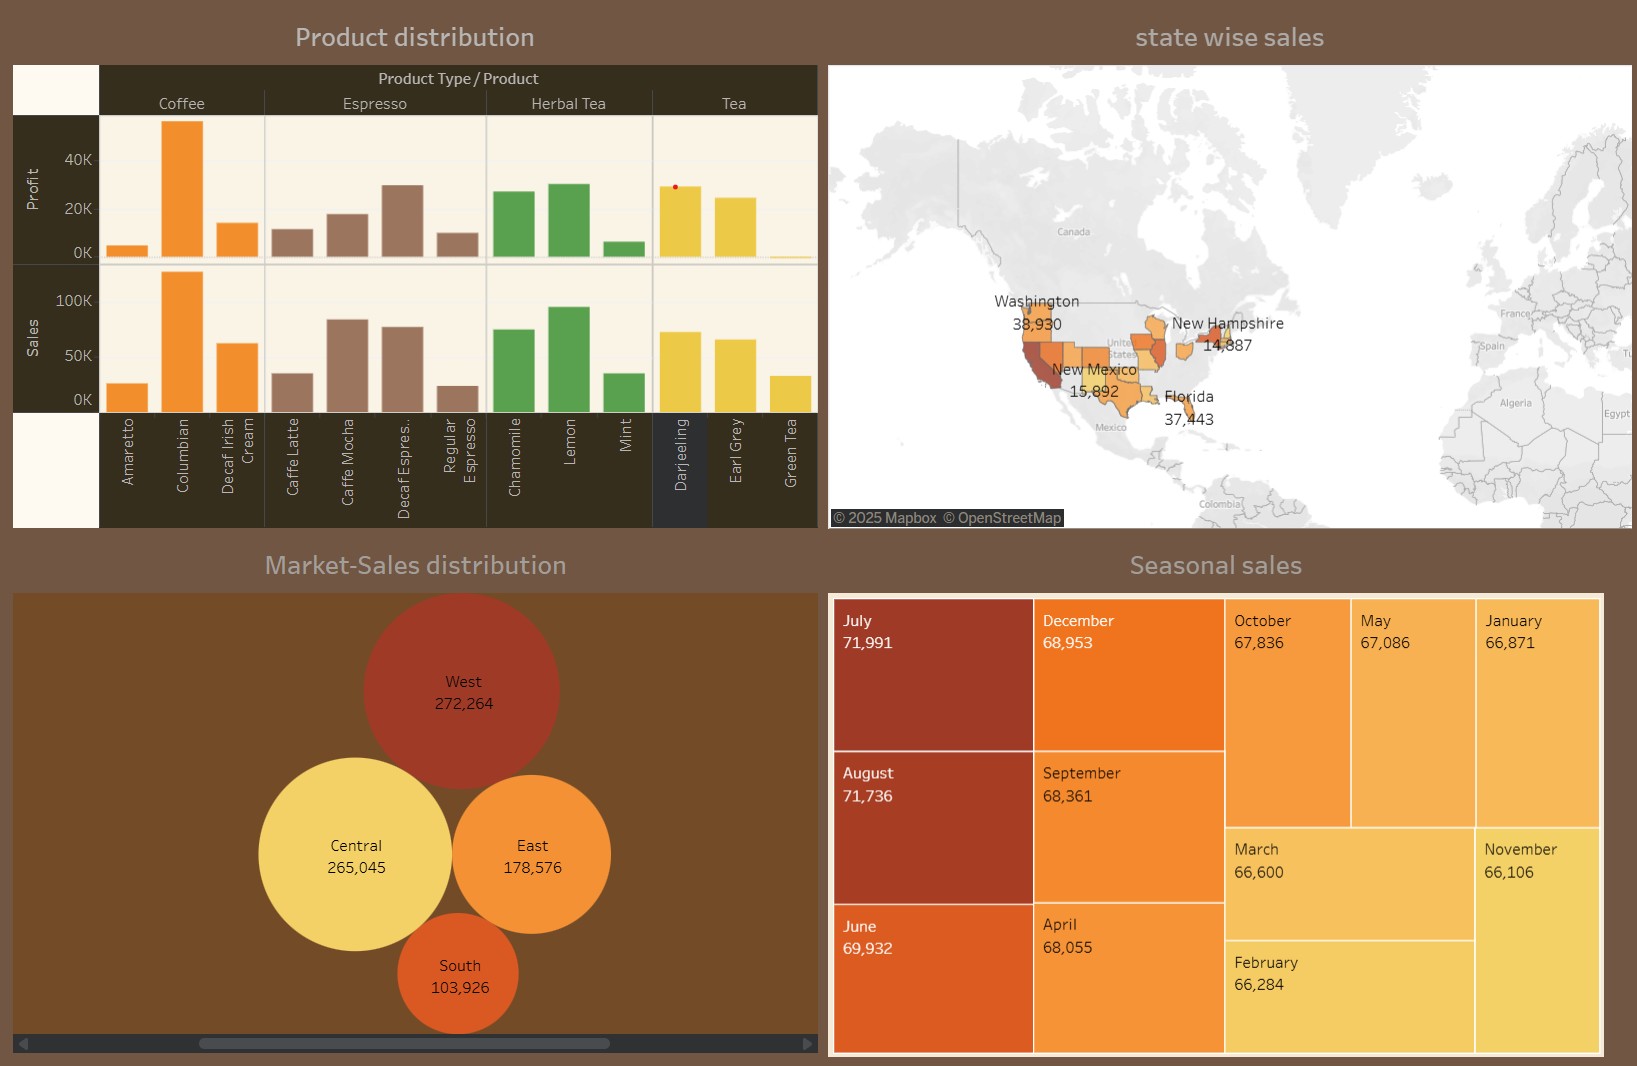 Product distribution
Product Type / Product
Coffee
Espresso
Herbal Tea
Tea
Profit
40K
20K
0K
Sales
100K
50K
0K
Amaretto
Columbian
Decaf Irish
Cream
Caffe Latte
Caffe Mocha
Decaf Espres..
Regular
Espresso
Chamomile
Lemon
Mint
Darjeeling
Earl Grey
Green Tea
state wise sales
Canada
United
States
Mexico
Colombia
France
Spain
Algeria
Egypt
Tu
Washington
38,930
New Hampshire
14,887
New Mexico
15,892
Florida
37,443
© 2025 Mapbox © OpenStreetMap
Market-Sales distribution
West
272,264
Central
265,045
East
178,576
South
103,926
Seasonal sales
July
71,991
August
71,736
June
69,932
December
68,953
September
68,361
April
68,055
October
67,836
May
67,086
January
66,871
March
66,600
February
66,284
November
66,106